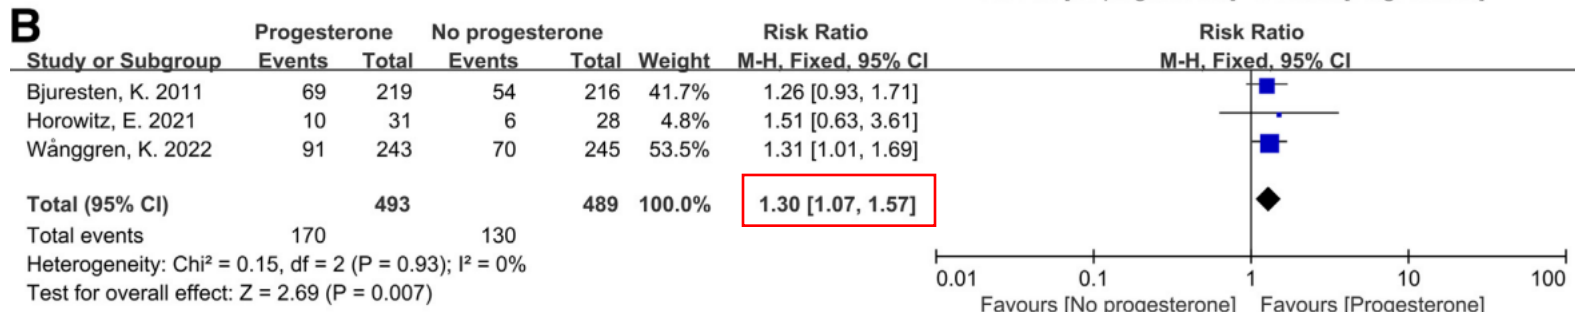 B
Progesterone No progesterone Risk Ratio Risk Ratio
Study or Subgroup Events Total Events Total Weight M-H, Fixed, 95% CI M-H, Fixed, 95% CI
Bjuresten, K. 2011 69 219 54 216 41.7% 1.26 [0.93, 1.71]
Horowitz, E. 2021 10 31 6 28 4.8% 1.51 [0.63, 3.61]
Wånggren, K. 2022 91 243 70 245 53.5% 1.31 [1.01, 1.69]
Total (95% CI) 493 489 100.0% 1.30 [1.07, 1.57]
Total events 170 130
Heterogeneity: Chi² = 0.15, df = 2 (P = 0.93); I² = 0%
Test for overall effect: Z = 2.69 (P = 0.007)
0.01 0.1 1 10 100
Favours [No progesterone] Favours [Progesterone]